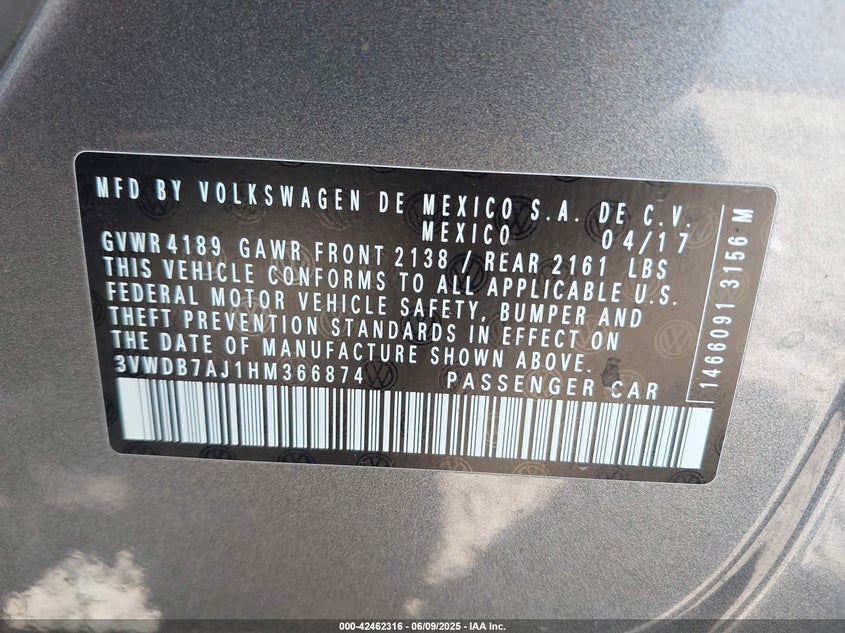 MFD BY VOLKSWAGEN DE MEXICO S.A. DE C.V.
MEXICO 04/17
GVWR 4189 GAWR FRONT 2138 / REAR 2161 LBS
THIS VEHICLE CONFORMS TO ALL APPLICABLE U.S.
FEDERAL MOTOR VEHICLE SAFETY, BUMPER AND
THEFT PREVENTION STANDARDS IN EFFECT ON
THE DATE OF MANUFACTURE SHOWN ABOVE.
3VWDB7AJ1HM366874 PASSENGER CAR
1466091 3156 M
000-42462316 - 06/09/2025 - IAA Inc.